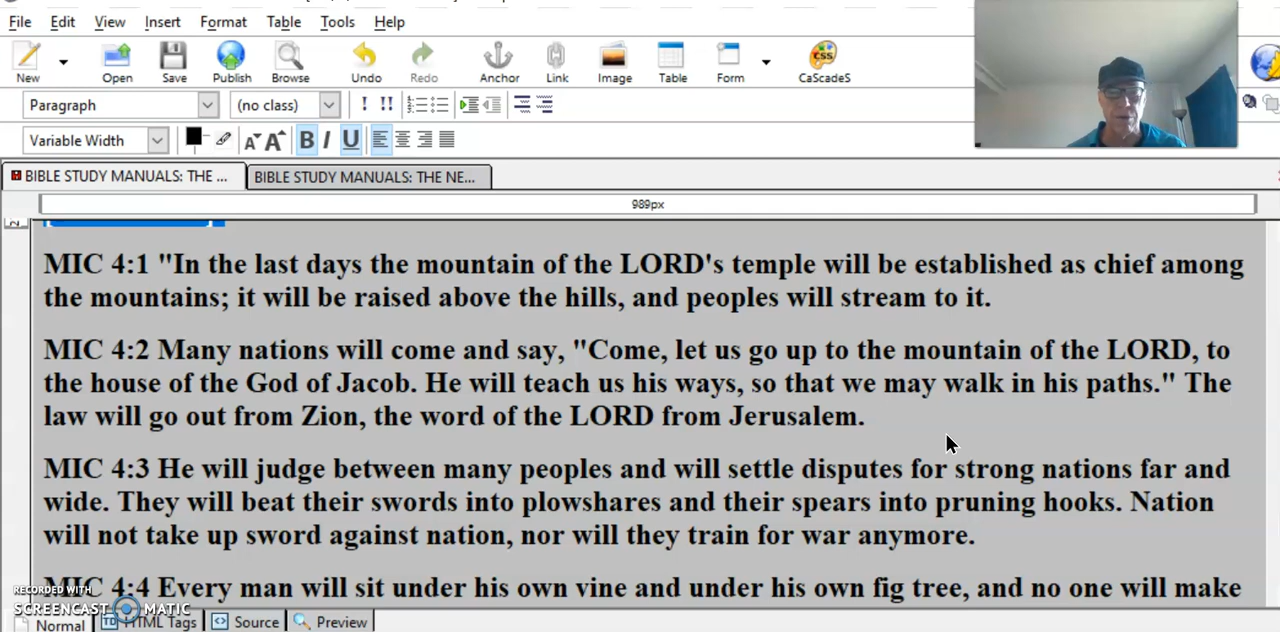 File Edit View Insert Format Table Tools Help
New Open Save Publish Browse Undo Redo Anchor Link Image Table Form CaScadeS
Paragraph (no class) ! !!
Variable Width A A B I U
BIBLE STUDY MANUALS: THE ... BIBLE STUDY MANUALS: THE NE...
989px
MIC 4:1 "In the last days the mountain of the LORD's temple will be established as chief among
the mountains; it will be raised above the hills, and peoples will stream to it.
MIC 4:2 Many nations will come and say, "Come, let us go up to the mountain of the LORD, to
the house of the God of Jacob. He will teach us his ways, so that we may walk in his paths." The
law will go out from Zion, the word of the LORD from Jerusalem.
MIC 4:3 He will judge between many peoples and will settle disputes for strong nations far and
wide. They will beat their swords into plowshares and their spears into pruning hooks. Nation
will not take up sword against nation, nor will they train for war anymore.
MIC 4:4 Every man will sit under his own vine and under his own fig tree, and no one will make
RECORDED WITH
SCREENCAST MATIC
Normal TD HTML Tags <> Source Preview